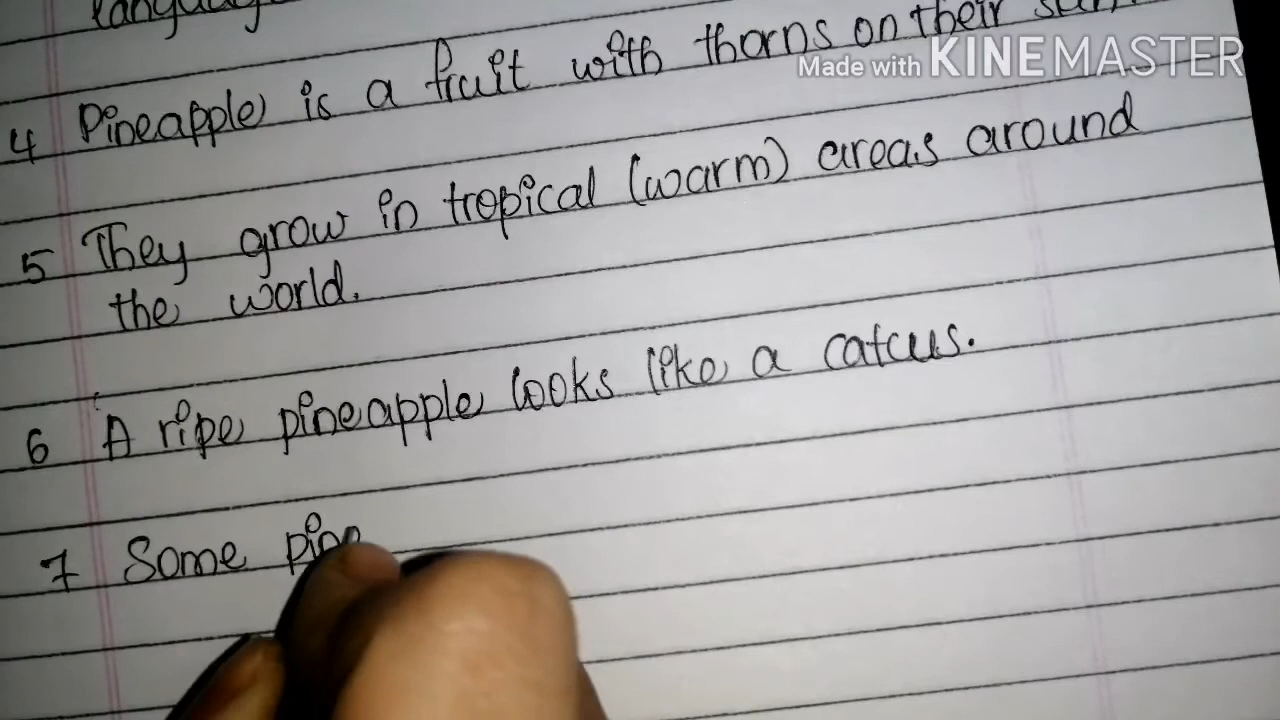 4 Pineapple is a fruit with thorns on their
Made with KINEMASTER
5 They grow in tropical (warm) areas around
the world.
6 A ripe pineapple looks like a catcus.
7 Some